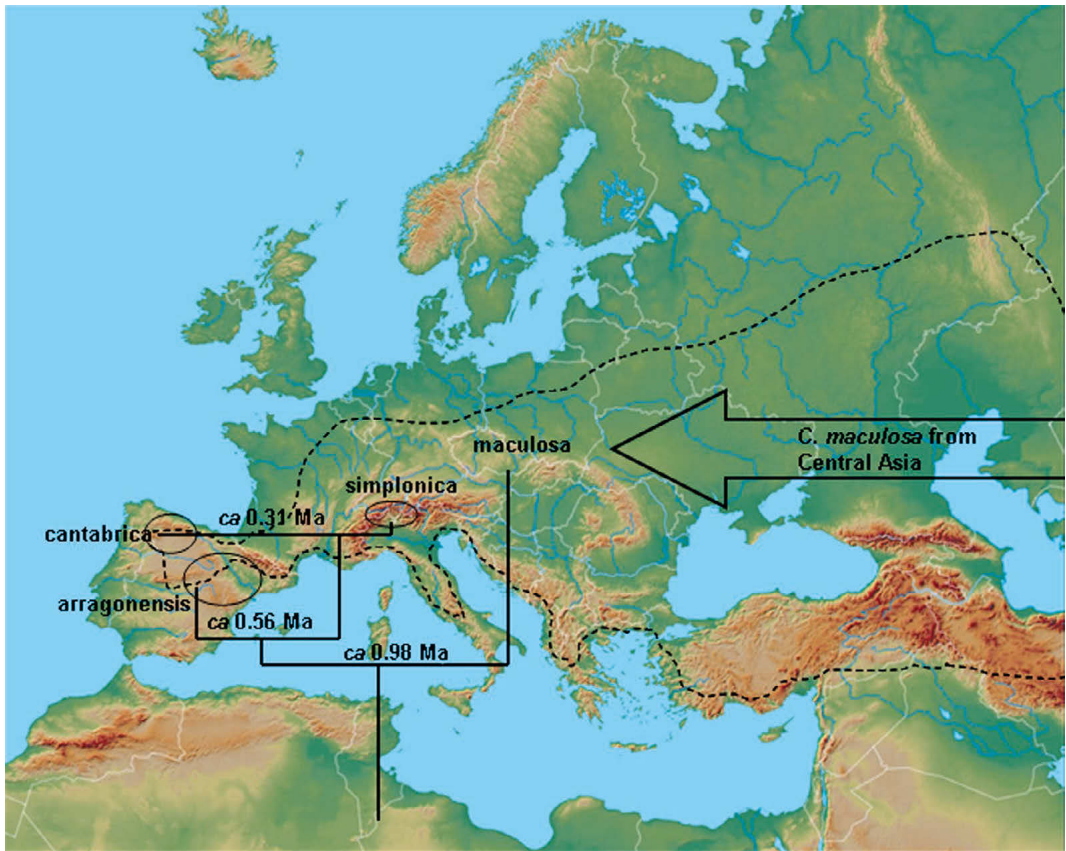 maculosa
C. maculosa from
Central Asia
simplonica
ca 0.31 Ma
cantabrica
arragonensis
ca 0.56 Ma
ca 0.98 Ma